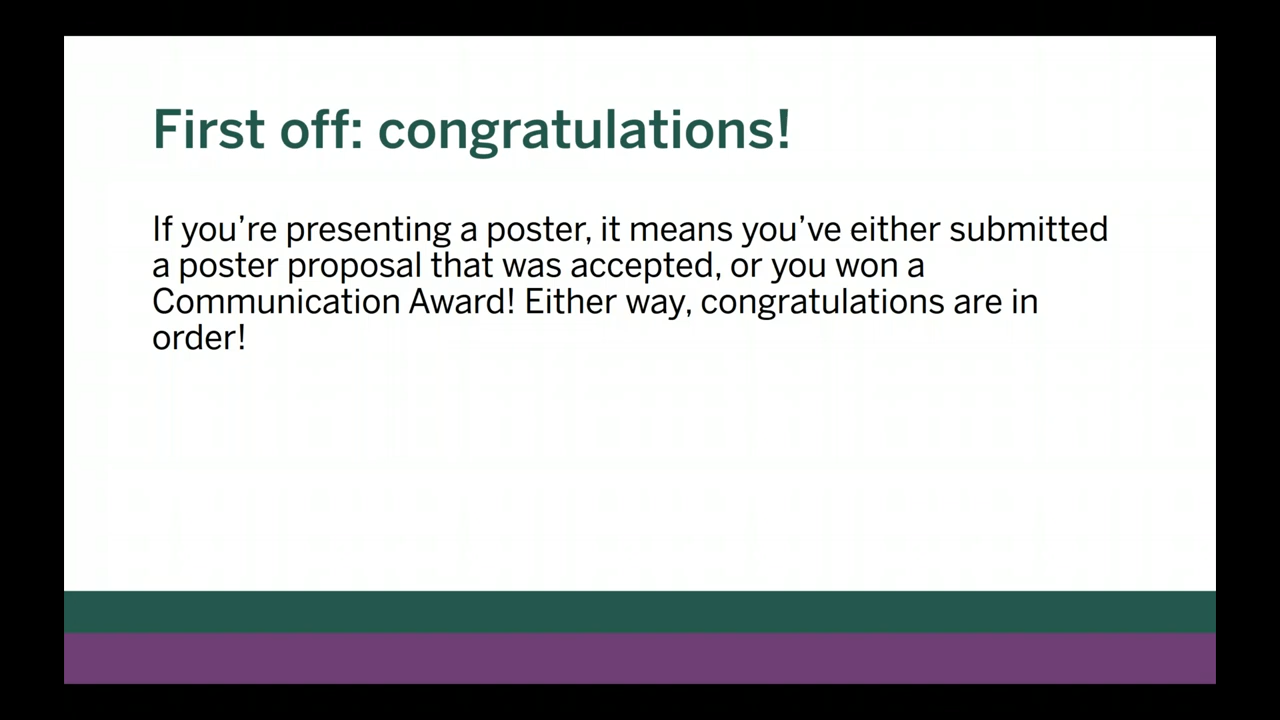 First off: congratulations!
If you’re presenting a poster, it means you’ve either submitted
a poster proposal that was accepted, or you won a
Communication Award! Either way, congratulations are in
order!